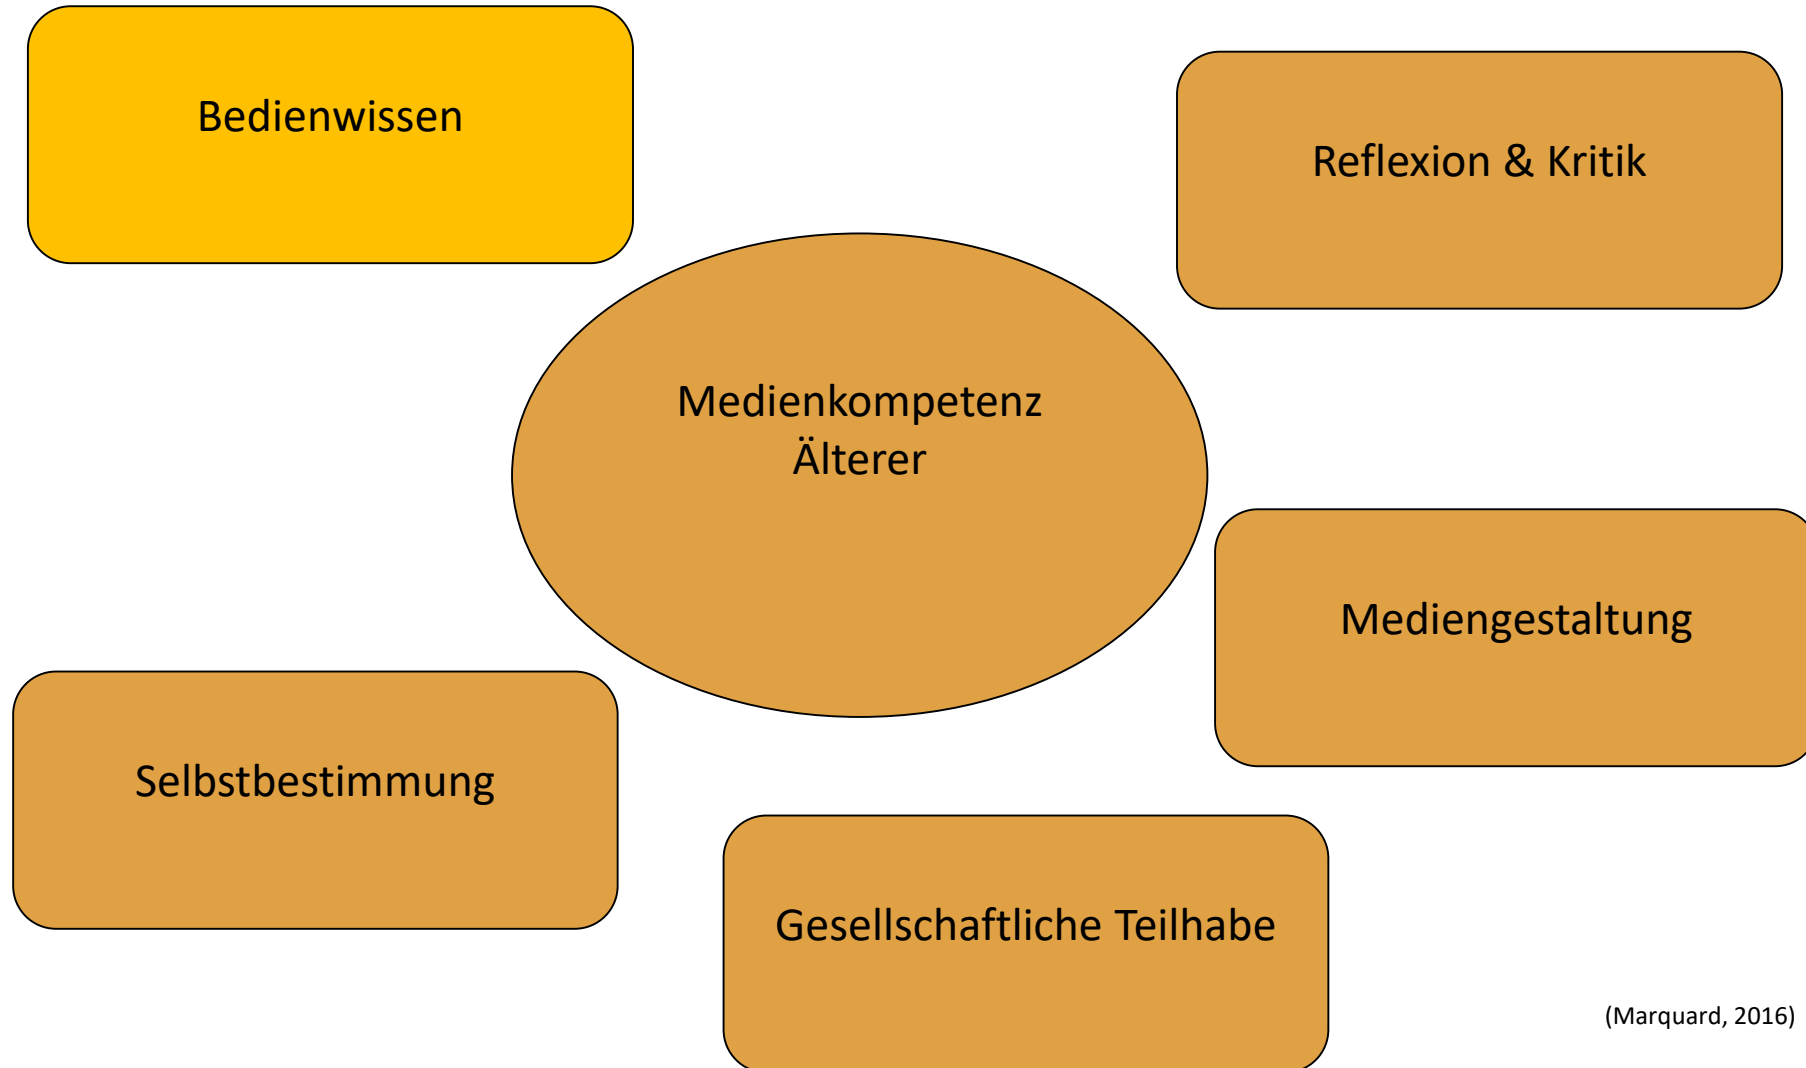 Bedienwissen
Reflexion & Kritik
Medienkompetenz
Älterer
Mediengestaltung
Selbstbestimmung
Gesellschaftliche Teilhabe
(Marquard, 2016)